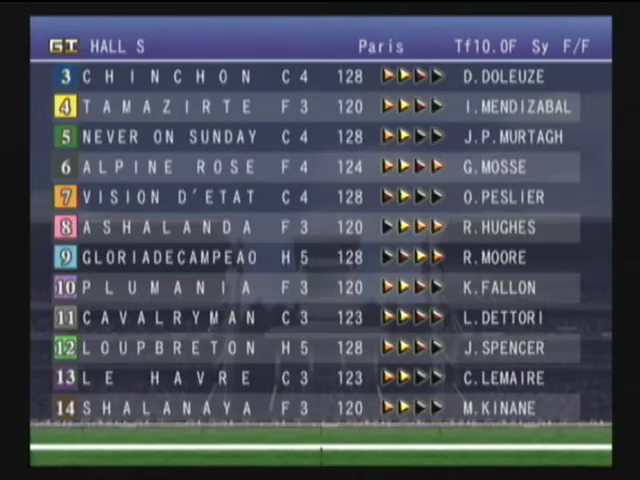 GI HALL S Paris Tf10.0F Sy F/F
3 CHINCHON C4 128 D.DOLEUZE
4 TAMAZIRTE F3 120 I.MENDIZABAL
5 NEVER ON SUNDAY C4 128 J.P.MURTAGH
6 ALPINE ROSE F4 124 G.MOSSE
7 VISION D'ETAT C4 128 O.PESLIER
8 ASHALANDA F3 120 R.HUGHES
9 GLORIADECAMPEAO H5 128 R.MOORE
10 PLUMANIA F3 120 K.FALLON
11 CAVALRYMAN C3 123 L.DETTORI
12 LOUPBRETON H5 128 J.SPENCER
13 LE HAVRE C3 123 C.LEMAIRE
14 SHALANAYA F3 120 M.KINANE